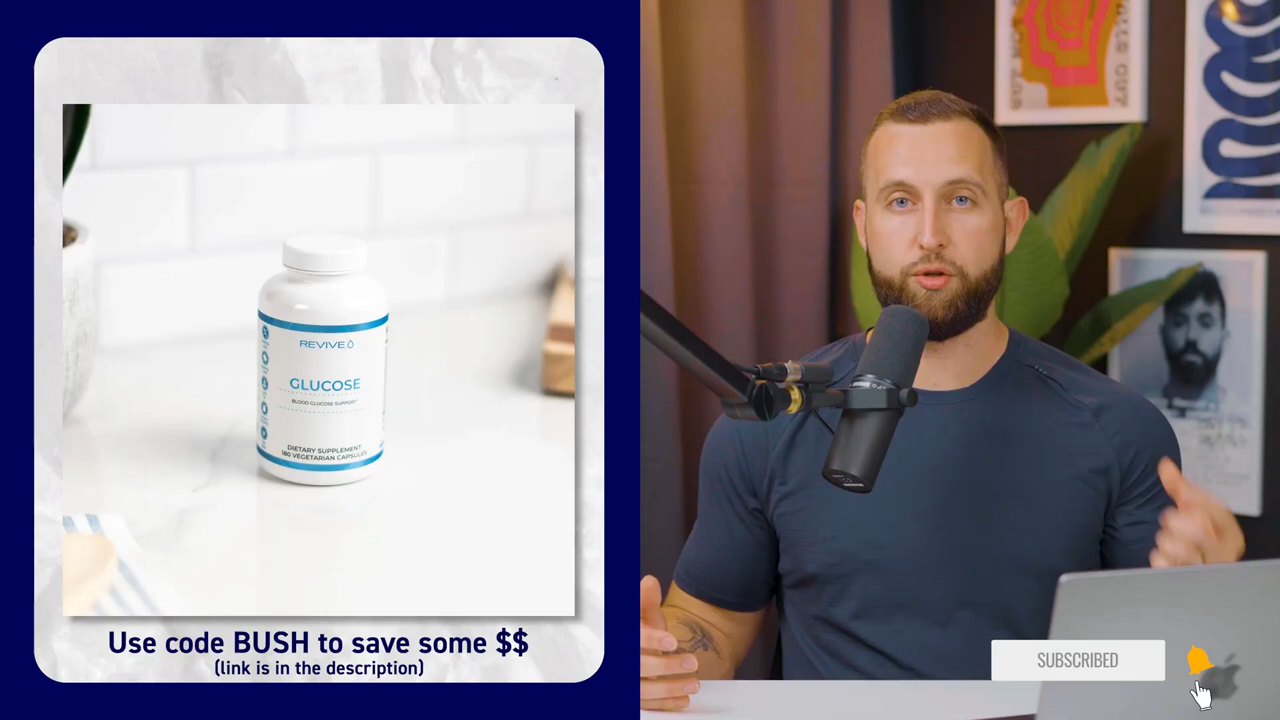 REVIVE
GLUCOSE
BLOOD GLUCOSE SUPPORT*
DIETARY SUPPLEMENT
180 VEGETARIAN CAPSULES
Use code BUSH to save some $$
(link is in the description)
SUBSCRIBED